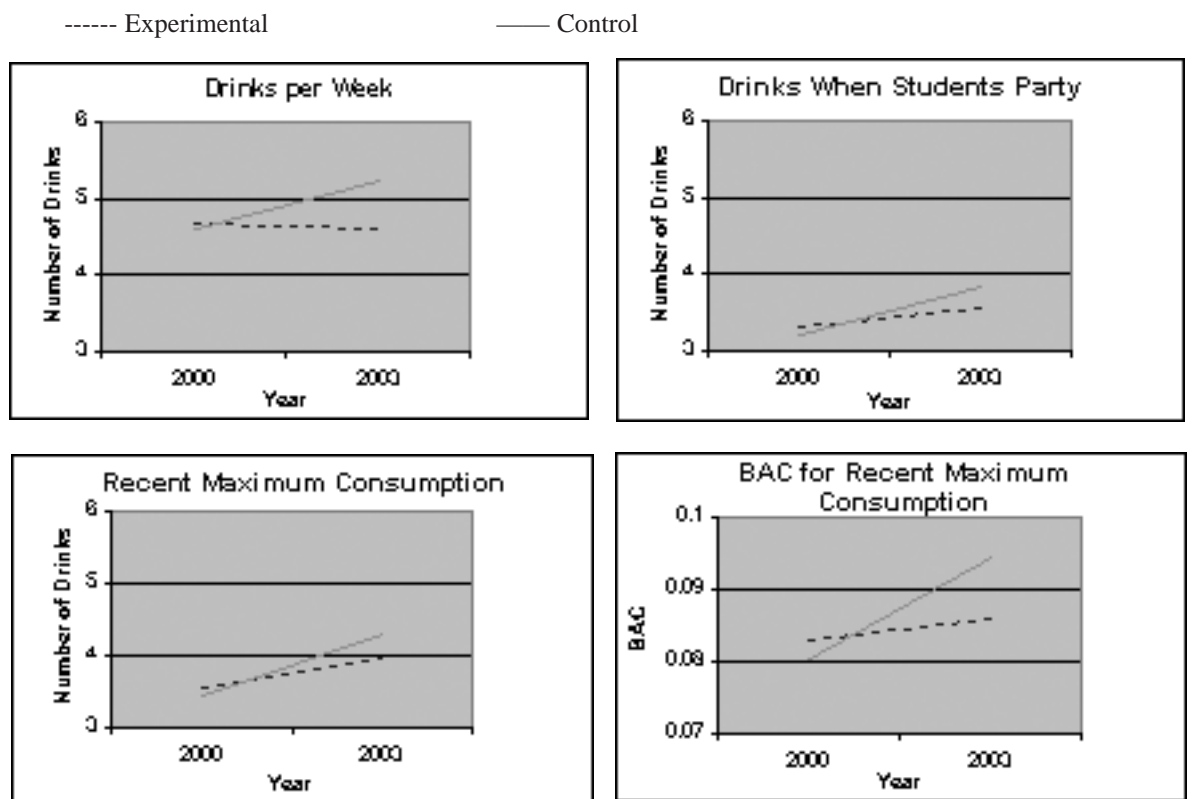 ------ Experimental —— Control
Drinks per Week
Number of Drinks
6
5
4
3
2000 2003
Year
Drinks When Students Party
Number of Drinks
6
5
4
3
2000 2003
Year
Recent Maximum Consumption
Number of Drinks
6
5
4
3
2000 2003
Year
BAC for Recent Maximum
Consumption
BAC
0.1
0.09
0.08
0.07
2000 2003
Year